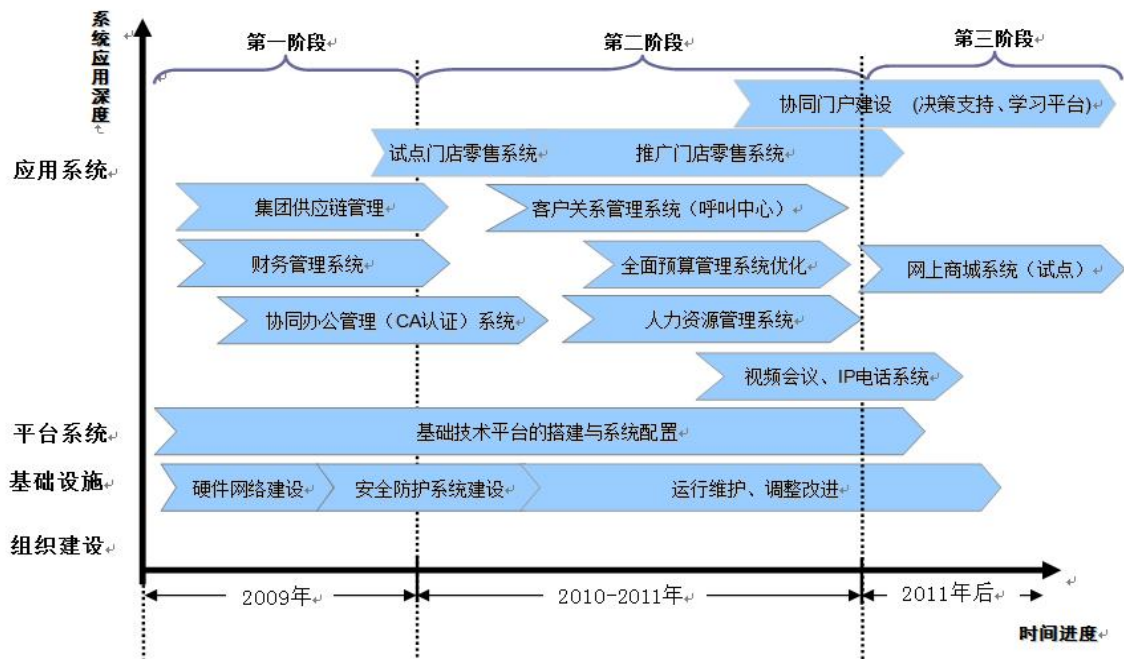 系统应用深度
第一阶段
第二阶段
第三阶段
协同门户建设 (决策支持、学习平台)
应用系统
试点门店零售系统
推广门店零售系统
集团供应链管理
客户关系管理系统（呼叫中心）
财务管理系统
全面预算管理系统优化
网上商城系统（试点）
协同办公管理（CA认证）系统
人力资源管理系统
视频会议、IP电话系统
平台系统
基础技术平台的搭建与系统配置
基础设施
硬件网络建设
安全防护系统建设
运行维护、调整改进
组织建设
2009年
2010-2011年
2011年后
时间进度